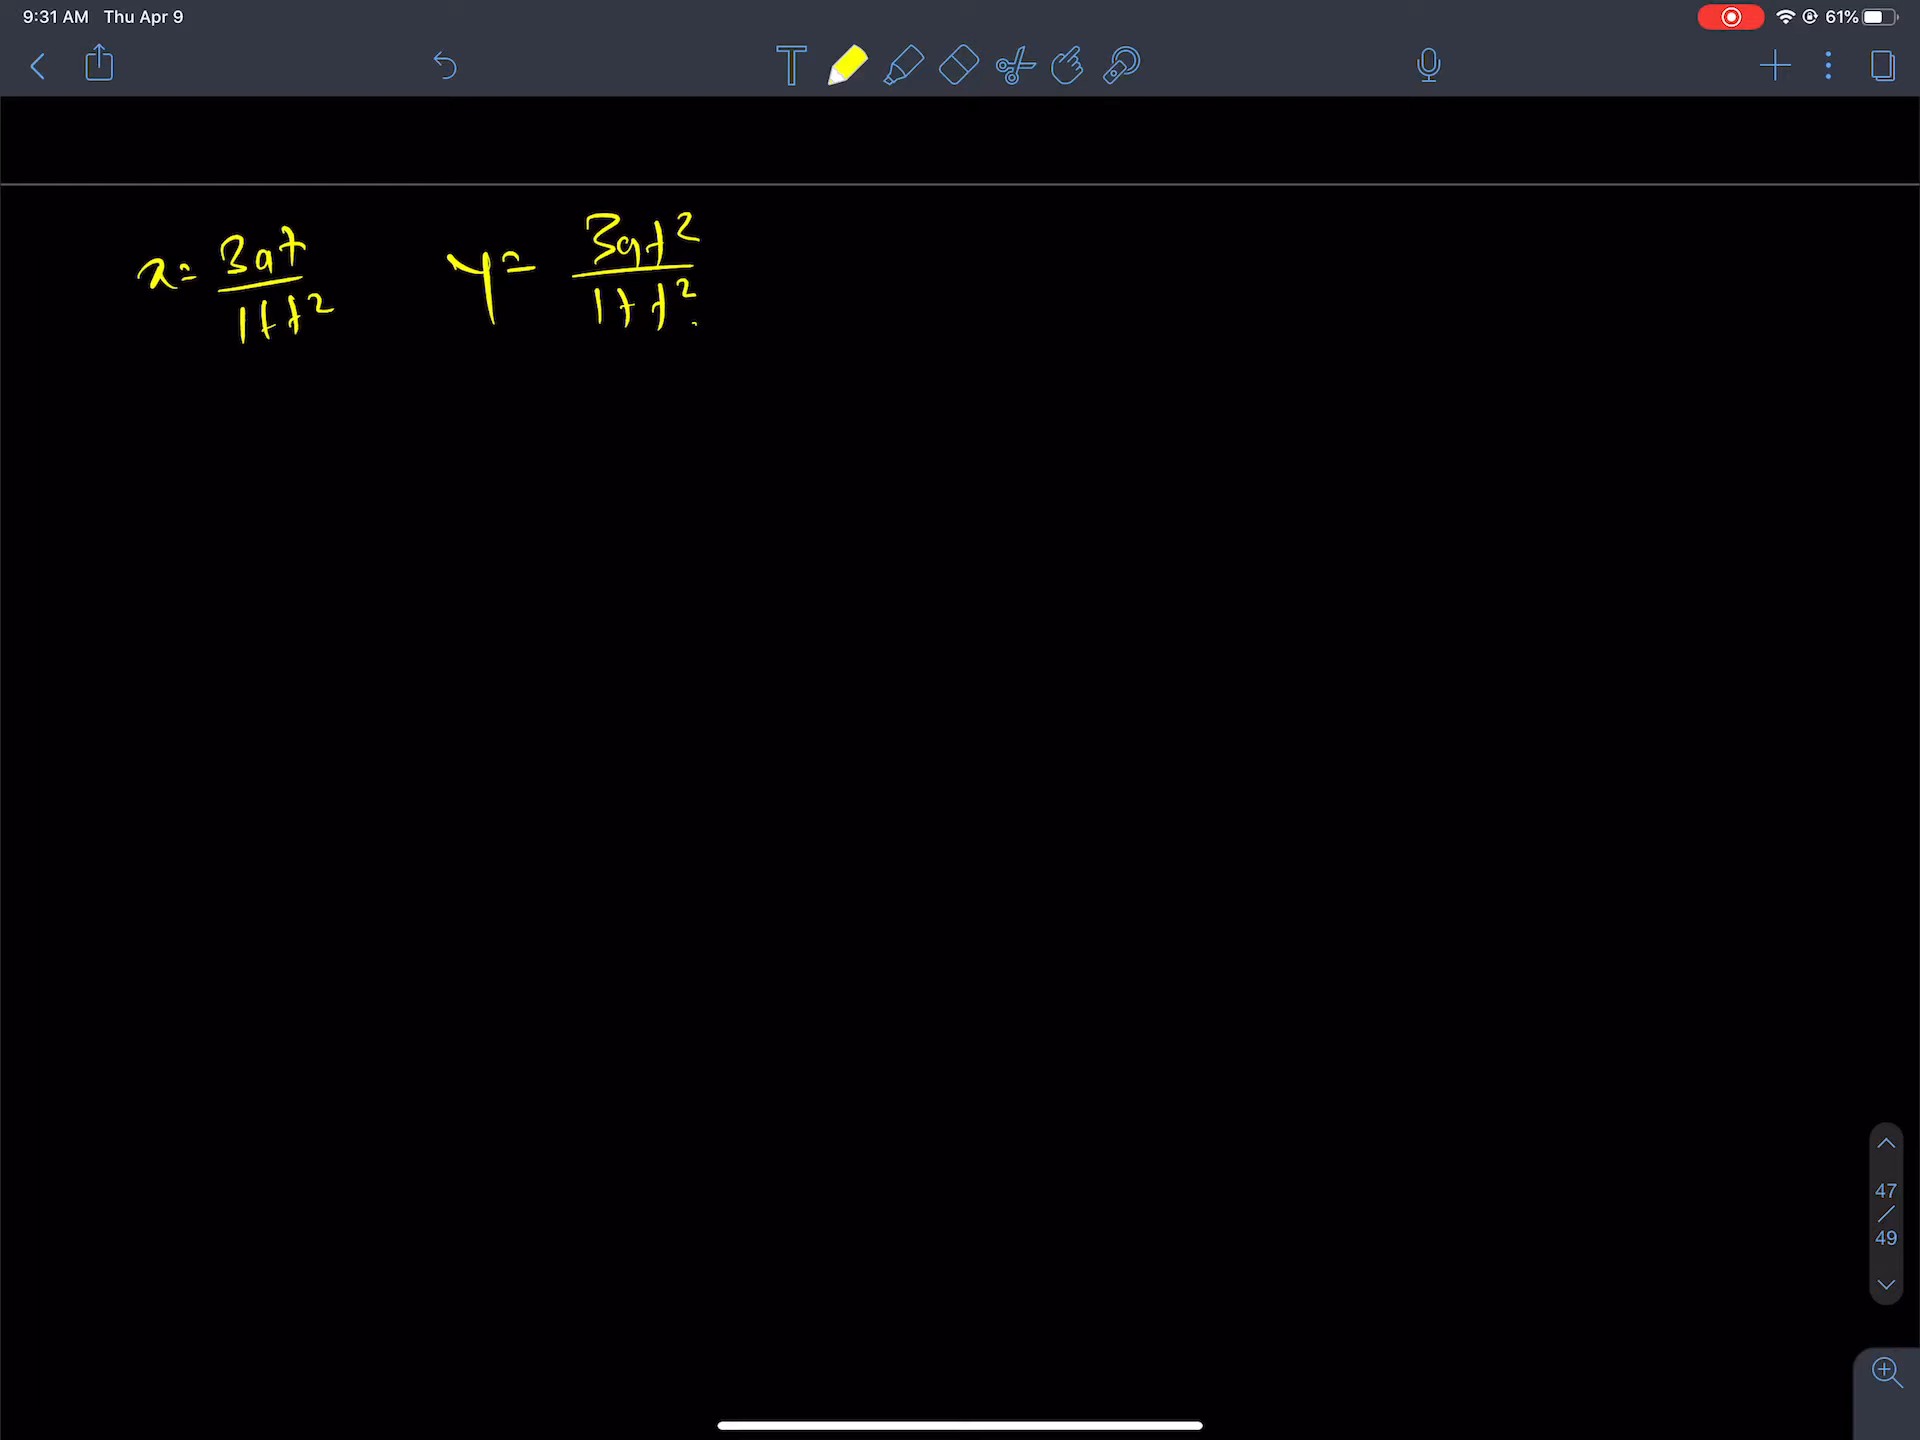 9:31 AM Thu Apr 9 61%
x = 3at / 1+t² y = 3at² / 1+t²
47
/
49